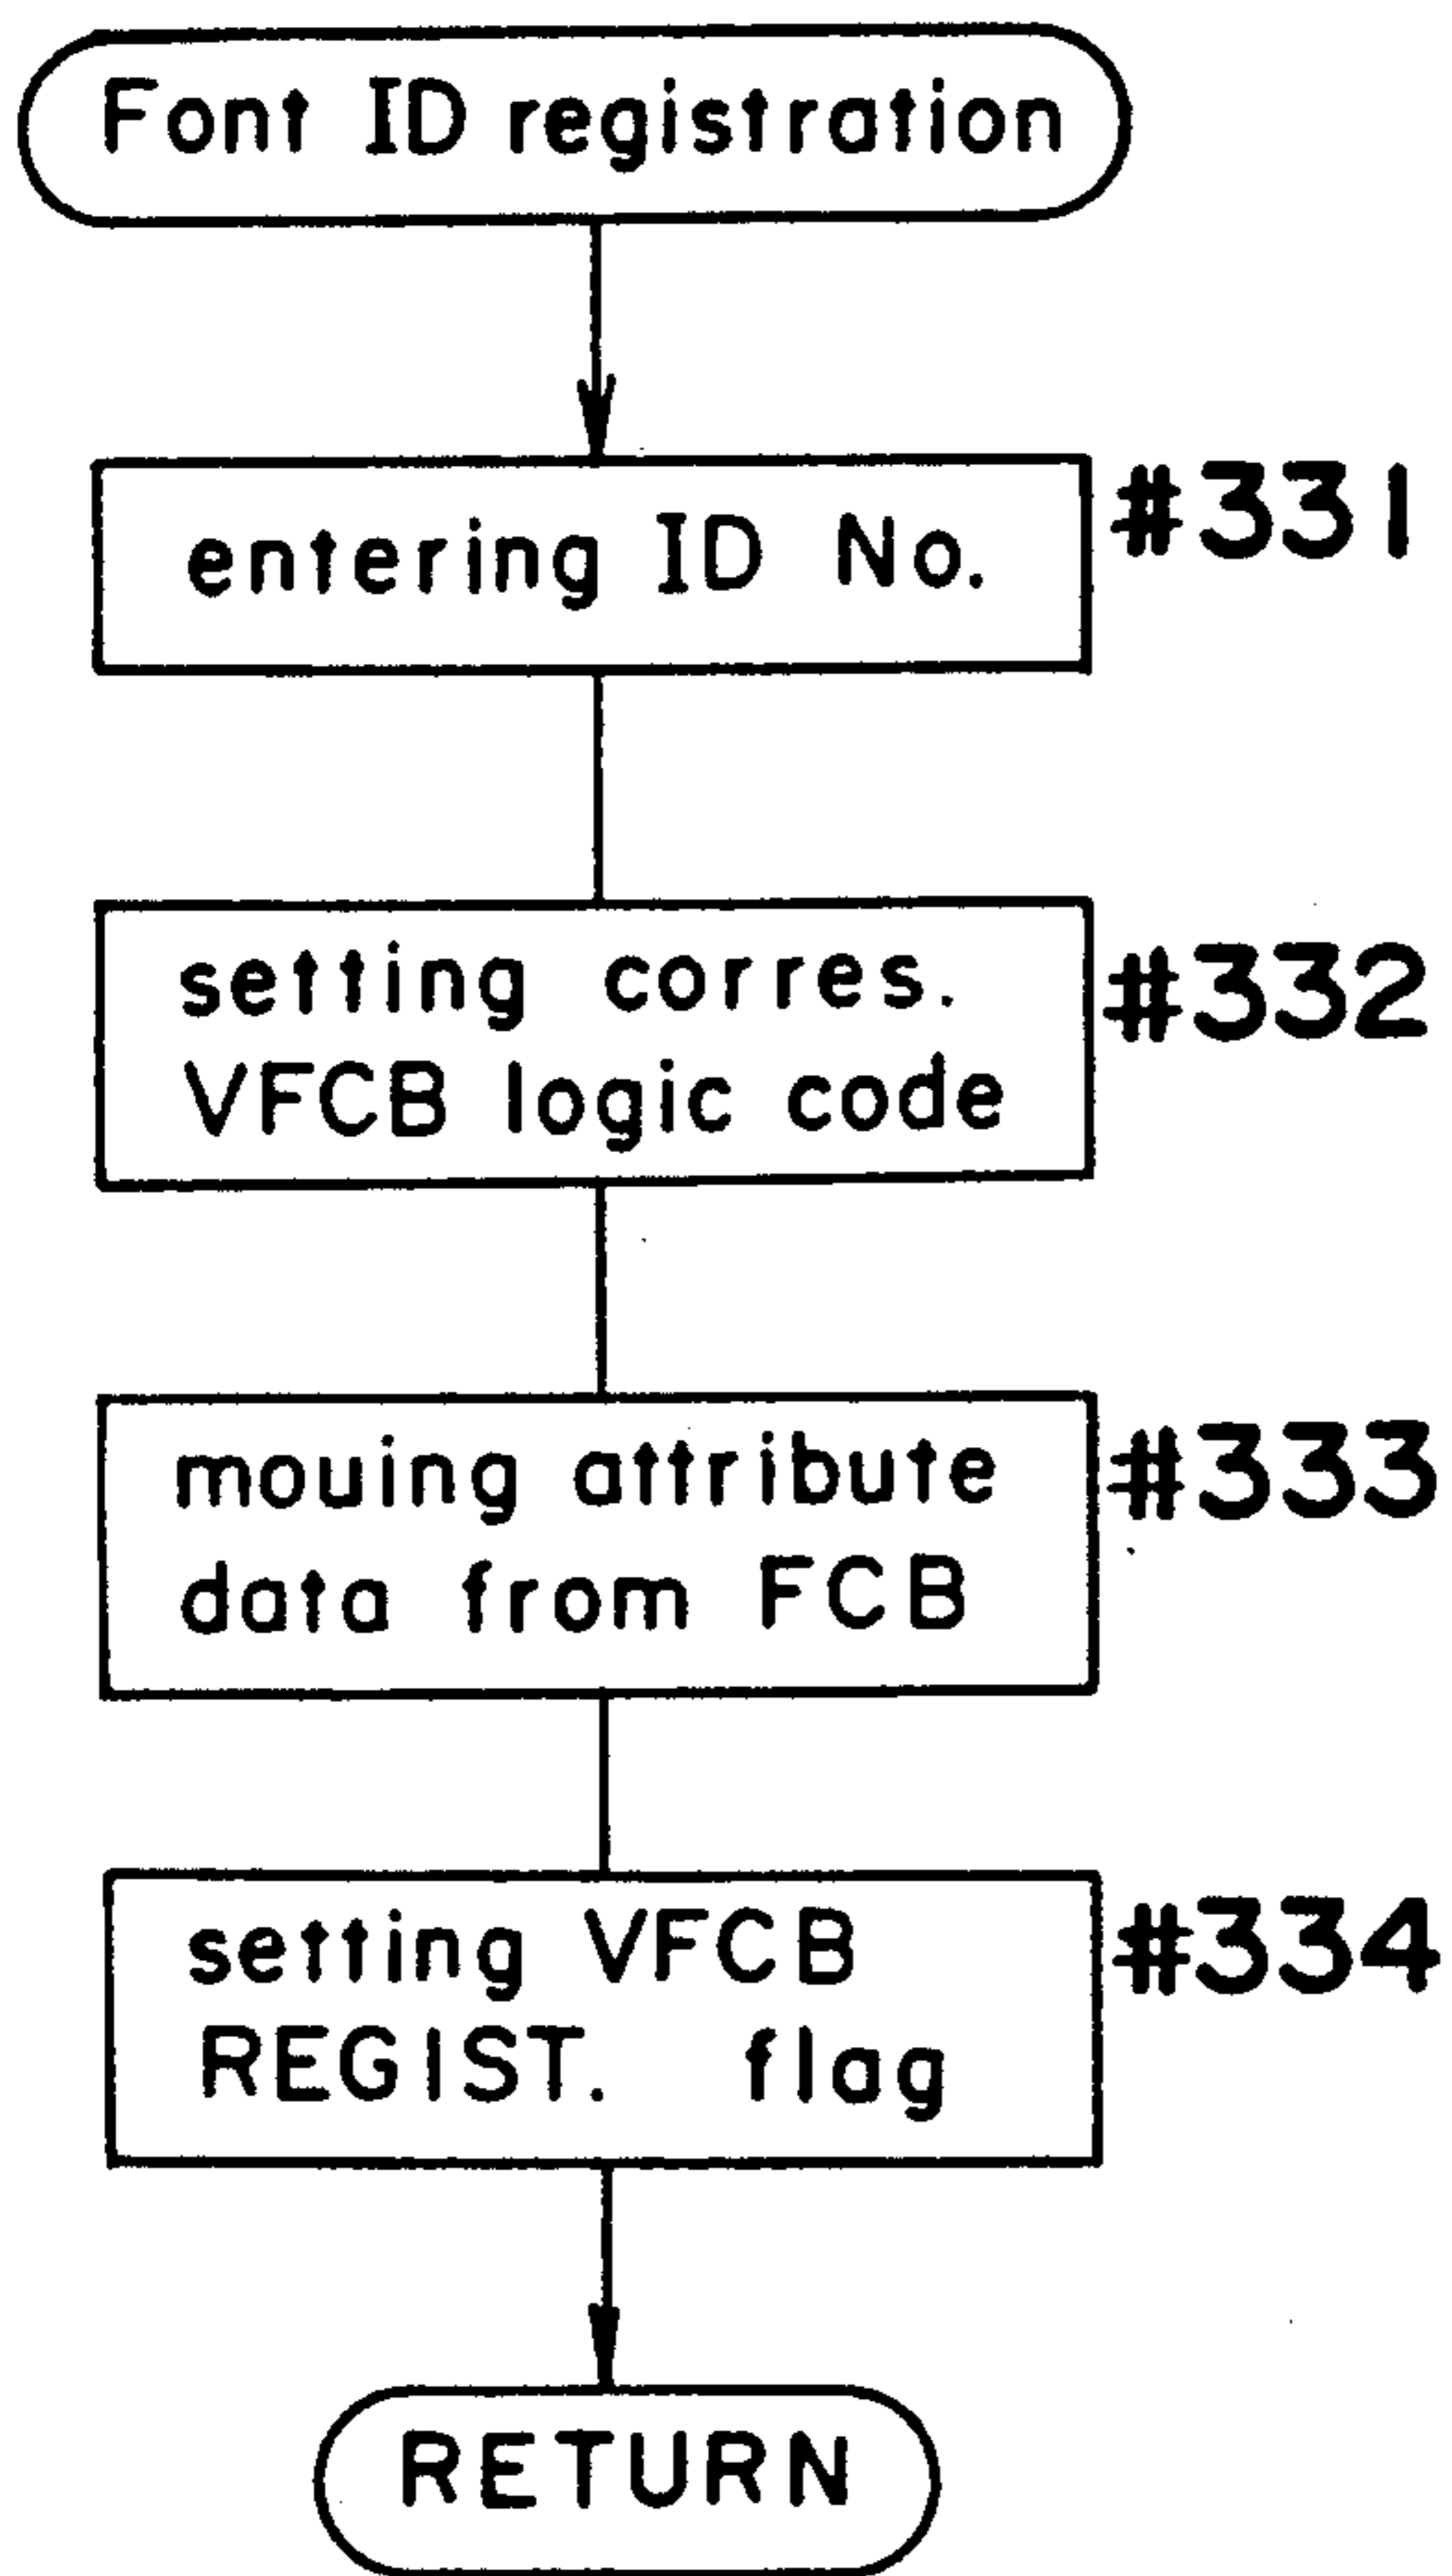 Font ID registration
entering ID No.
#331
setting corres.
VFCB logic code
#332
mouing attribute
data from FCB
#333
setting VFCB
REGIST. flag
#334
RETURN